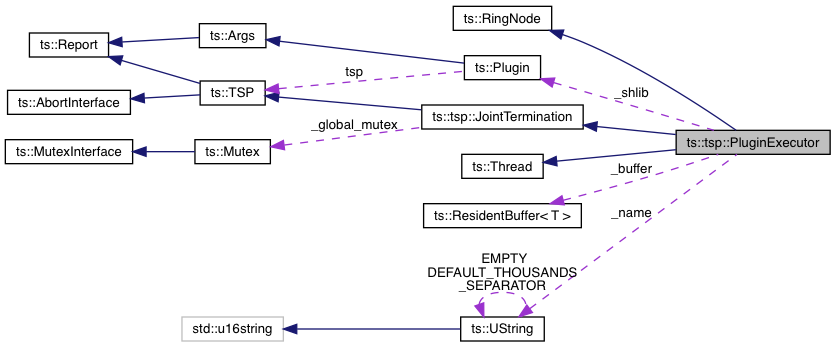 ts::RingNode
ts::Args
ts::Report
ts::Plugin
tsp
_shlib
ts::TSP
ts::AbortInterface
ts::tsp::JointTermination
_global_mutex
ts::tsp::PluginExecutor
ts::MutexInterface
ts::Mutex
ts::Thread
_buffer
ts::ResidentBuffer< T >
_name
EMPTY
DEFAULT_THOUSANDS
_SEPARATOR
std::u16string
ts::UString